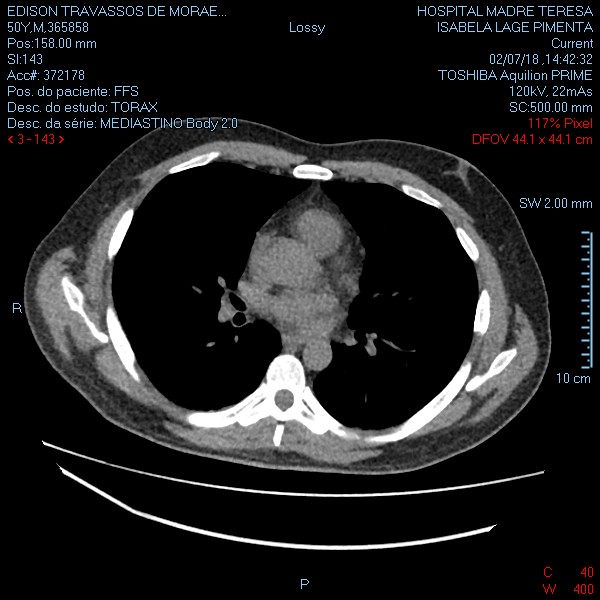 EDISON TRAVASSOS DE MORAE...
50Y,M,365858
Pos:158.00 mm
SI:143
Acc#: 372178
Pos. do paciente: FFS
Desc. do estudo: TORAX
Desc. da série: MEDIASTINO Body 2.0
< 3 - 143 >
Lossy
HOSPITAL MADRE TERESA
ISABELA LAGE PIMENTA
Current
02/07/18 ,14:42:32
TOSHIBA Aquilion PRIME
120kV, 22mAs
SC:500.00 mm
117% Pixel
DFOV 44.1 x 44.1 cm
SW 2.00 mm
R
10 cm
P
C 40
W 400